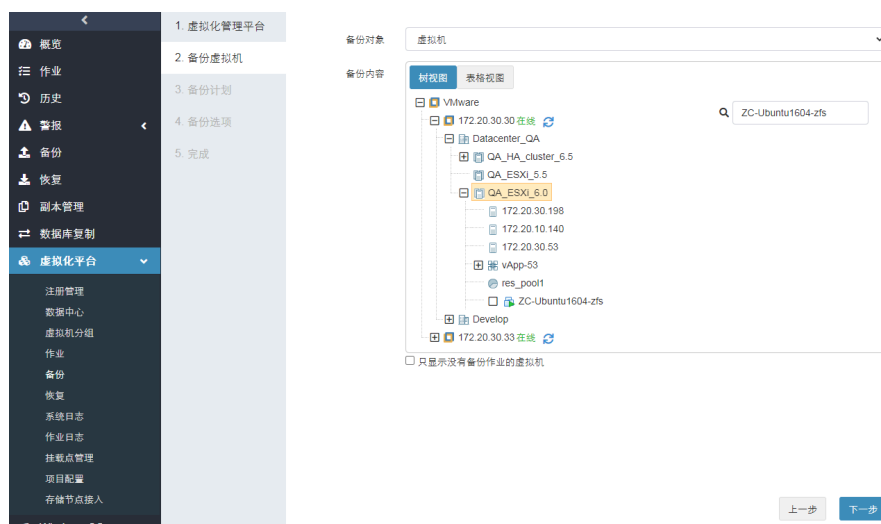 概览
作业
历史
警报
备份
恢复
副本管理
数据库复制
虚拟化平台
注册管理
数据中心
虚拟机分组
作业
备份
恢复
系统日志
作业日志
挂载点管理
项目配置
存储节点接入
1. 虚拟化管理平台
2. 备份虚拟机
3. 备份计划
4. 备份选项
5. 完成
备份对象
虚拟机
备份内容
树视图 表格视图
VMware
ZC-Ubuntu1604-zfs
172.20.30.30 在线
Datacenter_QA
QA_HA_cluster_6.5
QA_ESXi_5.5
QA_ESXi_6.0
172.20.30.198
172.20.10.140
172.20.30.53
vApp-53
res_pool1
ZC-Ubuntu1604-zfs
Develop
172.20.30.33 在线
只显示没有备份作业的虚拟机
上一步 下一步